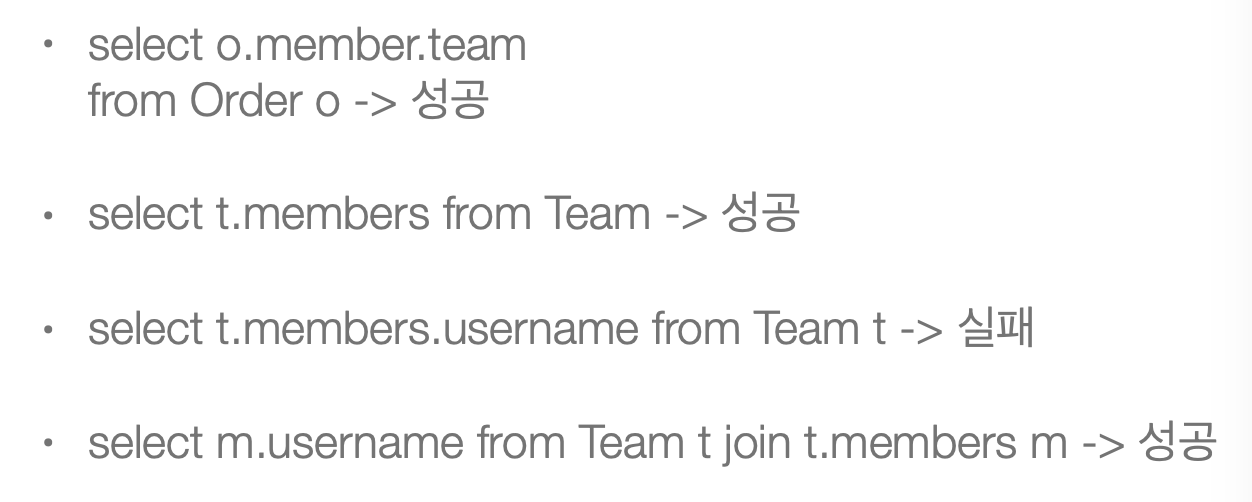 • select o.member.team
from Order o -> 성공
• select t.members from Team -> 성공
• select t.members.username from Team t -> 실패
• select m.username from Team t join t.members m -> 성공